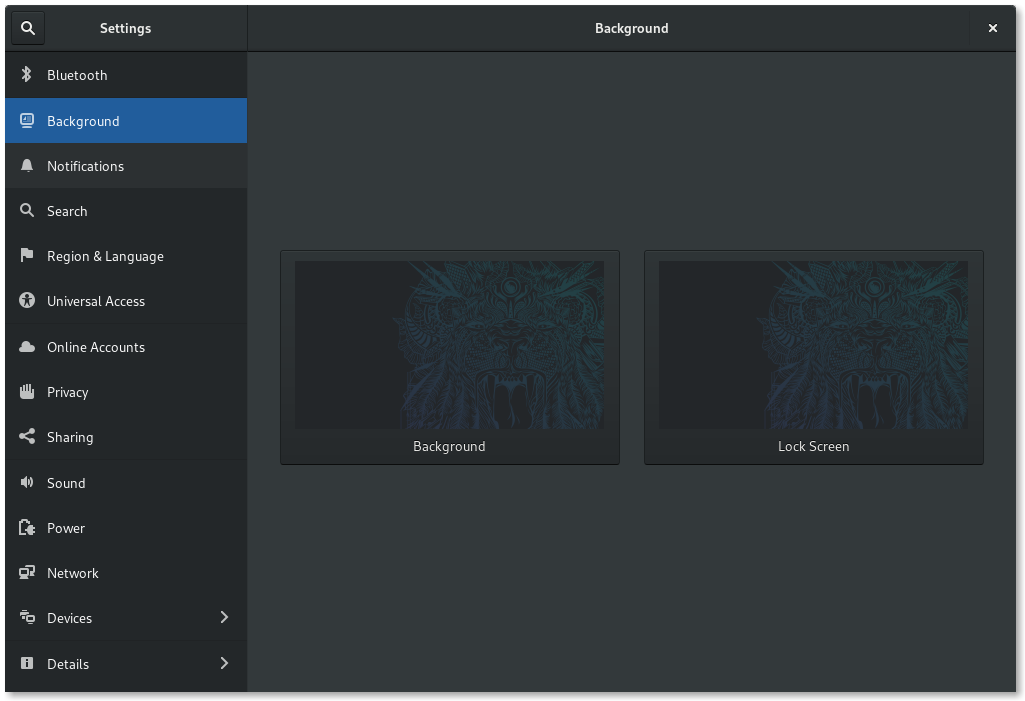 Settings
Background
Bluetooth
Background
Notifications
Search
Region & Language
Universal Access
Online Accounts
Privacy
Sharing
Sound
Power
Network
Devices
Details
Background
Lock Screen